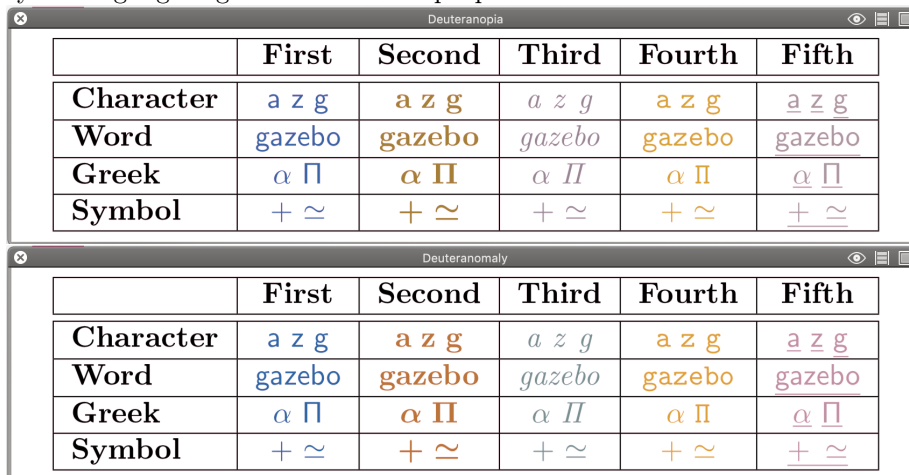 Deuteranopia
First Second Third Fourth Fifth
Character a z g a z g a z g a z g a z g
Word gazebo gazebo gazebo gazebo gazebo
Greek α Π α Π α Π α Π α Π
Symbol + ≃ + ≃ + ≃ + ≃ + ≃
Deuteranomaly
First Second Third Fourth Fifth
Character a z g a z g a z g a z g a z g
Word gazebo gazebo gazebo gazebo gazebo
Greek α Π α Π α Π α Π α Π
Symbol + ≃ + ≃ + ≃ + ≃ + ≃